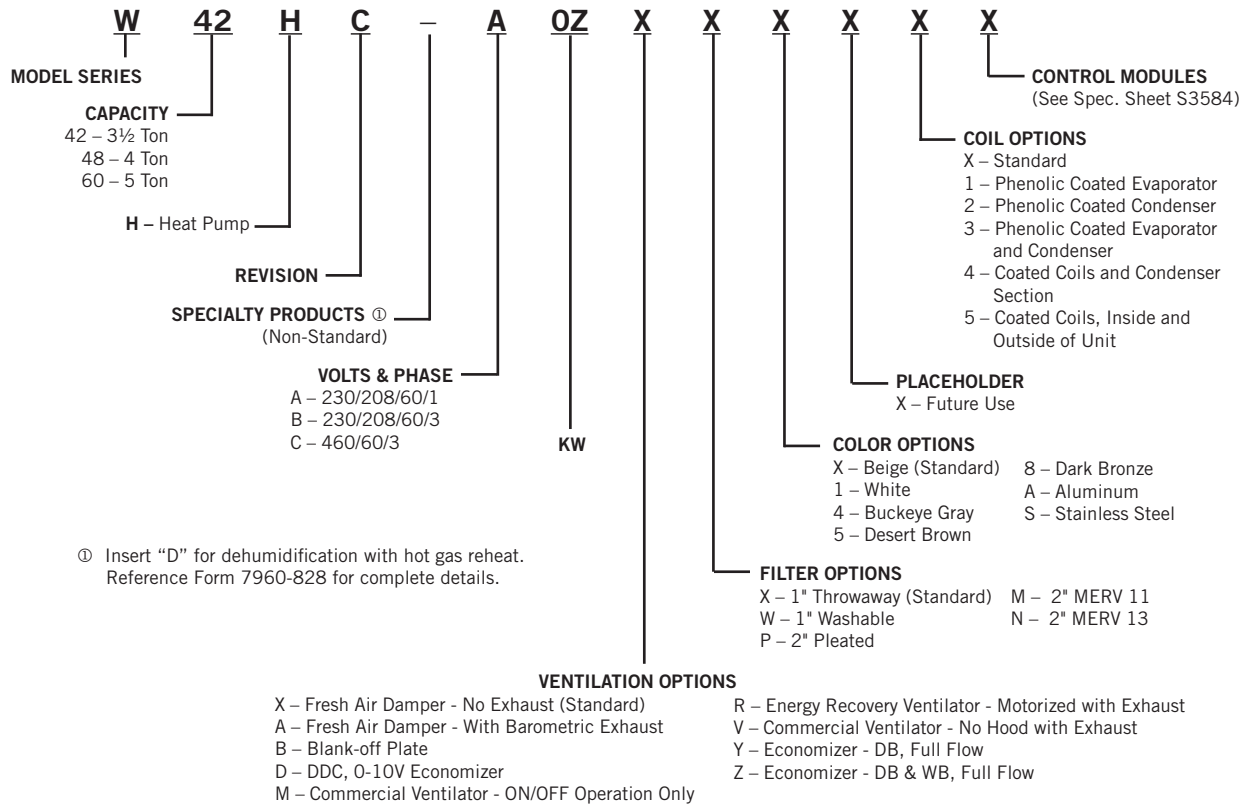 W 42 H C – A 0Z X X X X X X
MODEL SERIES
CAPACITY
42 – 3½ Ton
48 – 4 Ton
60 – 5 Ton
H – Heat Pump
REVISION
SPECIALTY PRODUCTS ①
(Non-Standard)
VOLTS & PHASE
A – 230/208/60/1
B – 230/208/60/3
C – 460/60/3
KW
① Insert “D” for dehumidification with hot gas reheat.
Reference Form 7960-828 for complete details.
CONTROL MODULES
(See Spec. Sheet S3584)
COIL OPTIONS
X – Standard
1 – Phenolic Coated Evaporator
2 – Phenolic Coated Condenser
3 – Phenolic Coated Evaporator
and Condenser
4 – Coated Coils and Condenser
Section
5 – Coated Coils, Inside and
Outside of Unit
PLACEHOLDER
X – Future Use
COLOR OPTIONS
X – Beige (Standard)
1 – White
4 – Buckeye Gray
5 – Desert Brown
8 – Dark Bronze
A – Aluminum
S – Stainless Steel
FILTER OPTIONS
X – 1" Throwaway (Standard)
W – 1" Washable
P – 2" Pleated
M – 2" MERV 11
N – 2" MERV 13
VENTILATION OPTIONS
X – Fresh Air Damper - No Exhaust (Standard)
A – Fresh Air Damper - With Barometric Exhaust
B – Blank-off Plate
D – DDC, 0-10V Economizer
M – Commercial Ventilator - ON/OFF Operation Only
R – Energy Recovery Ventilator - Motorized with Exhaust
V – Commercial Ventilator - No Hood with Exhaust
Y – Economizer - DB, Full Flow
Z – Economizer - DB & WB, Full Flow